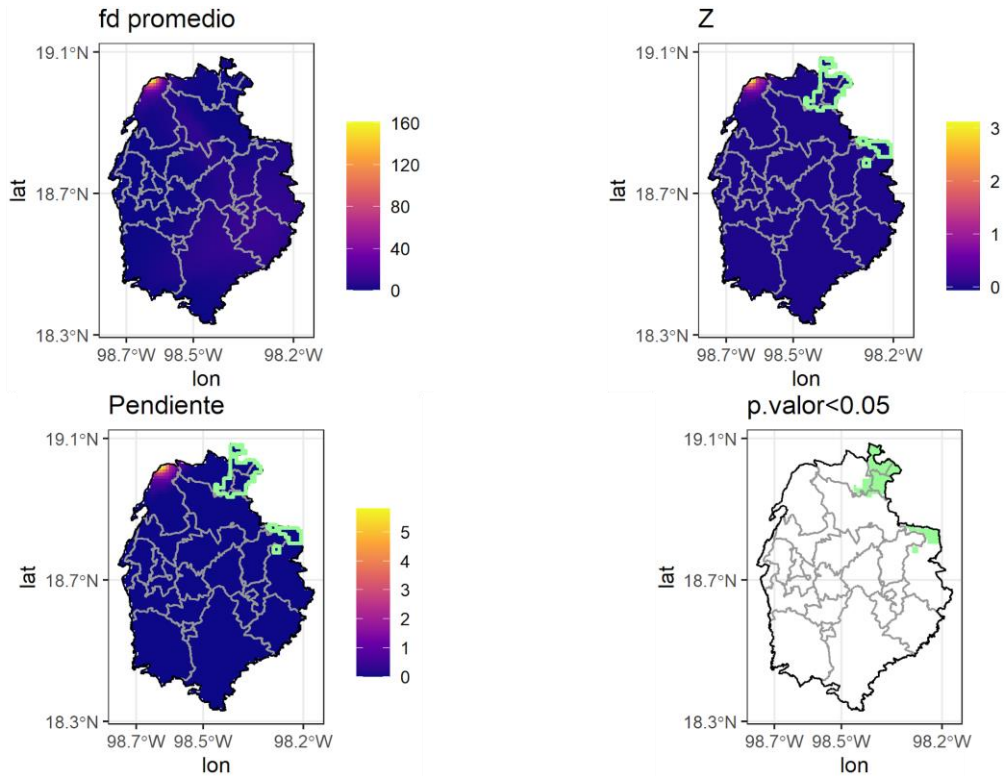 fd promedio
19.1°N
18.7°N
18.3°N
lat
98.7°W 98.5°W 98.2°W
lon
160
120
80
40
0
Z
19.1°N
18.7°N
18.3°N
lat
98.7°W 98.5°W 98.2°W
lon
3
2
1
0
Pendiente
19.1°N
18.7°N
18.3°N
lat
98.7°W 98.5°W 98.2°W
lon
5
4
3
2
1
0
p.valor<0.05
19.1°N
18.7°N
18.3°N
lat
98.7°W 98.5°W 98.2°W
lon